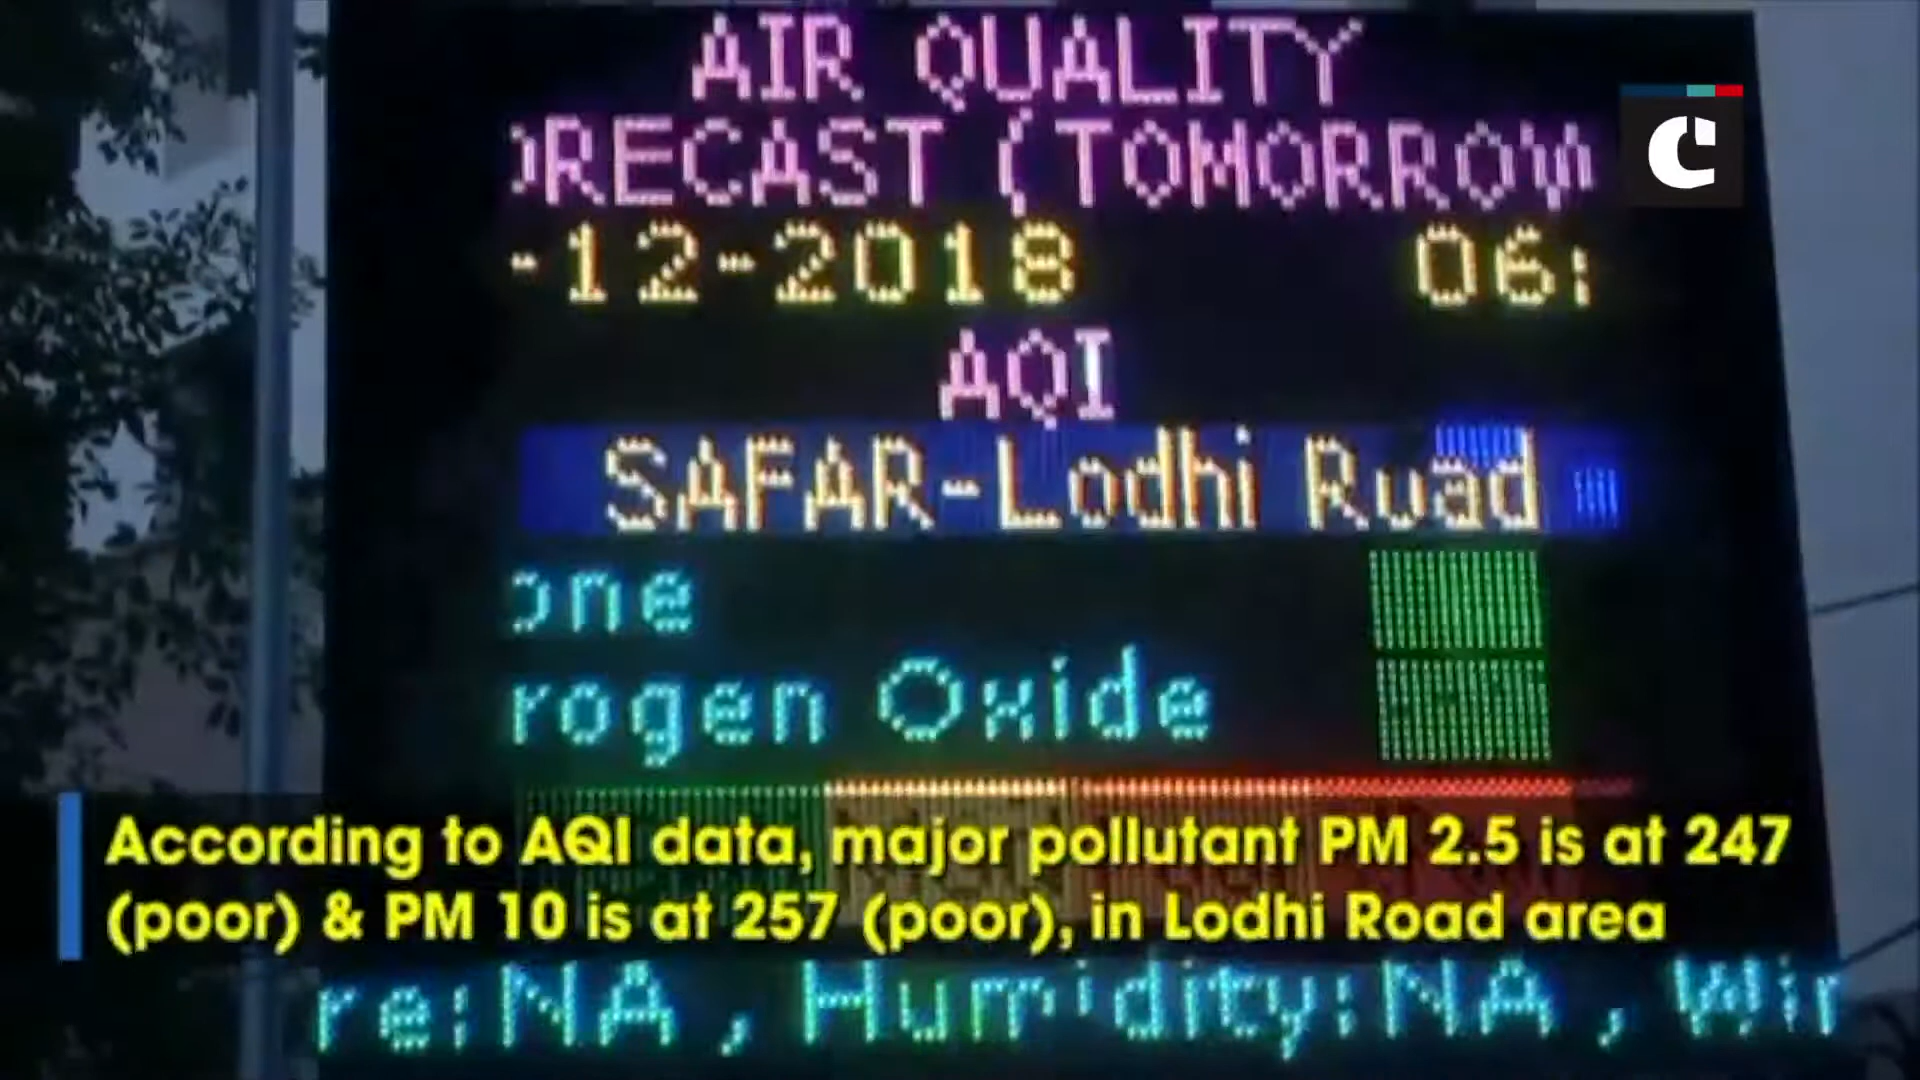 AIR QUALITY
ORECAST (TOMORROW
-12-2018 06:
AQI
SAFAR-Lodhi Road
one
rogen Oxide
According to AQI data, major pollutant PM 2.5 is at 247
(poor) & PM 10 is at 257 (poor), in Lodhi Road area
re:NA, Humidity:NA, Wi